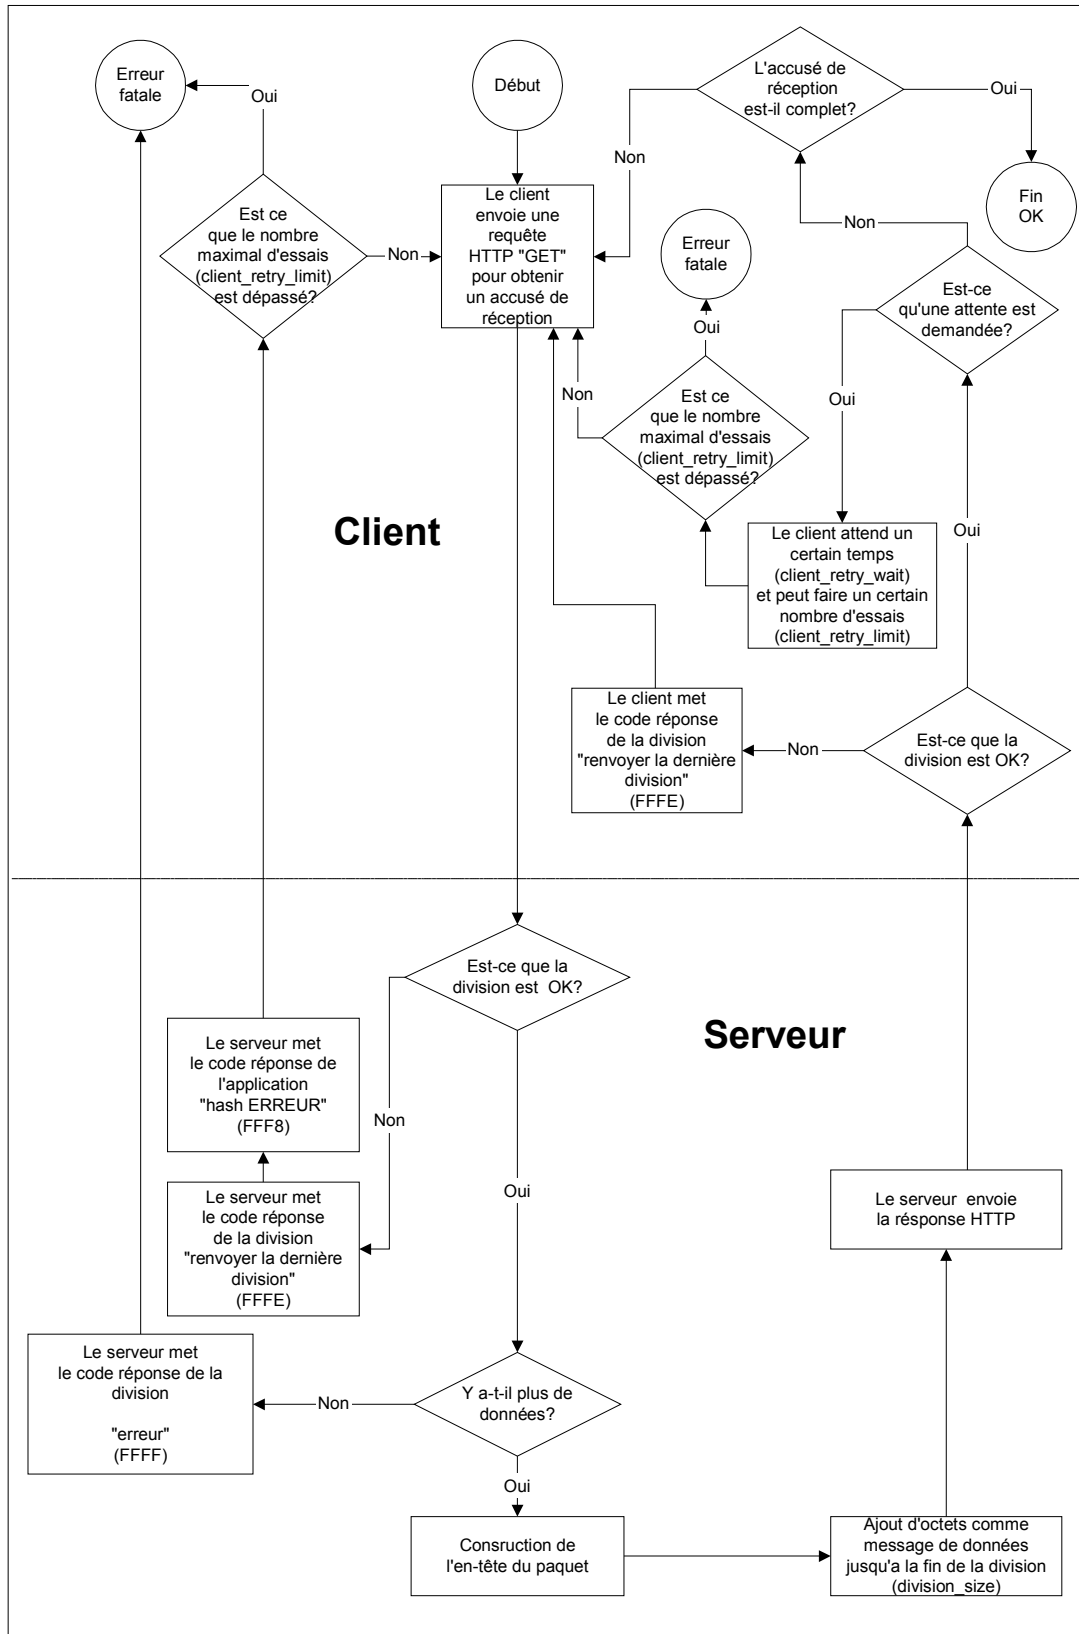 Erreur
fatale
Oui
Début
L'accusé de
réception
est-il complet?
Oui
Non
Fin
OK
Est ce
que le nombre
maximal d'essais
(client_retry_limit)
est dépassé?
Non
Le client
envoie une
requête
HTTP "GET"
pour obtenir
un accusé de
réception
Erreur
fatale
Oui
Non
Est-ce
qu'une attente est
demandée?
Oui
Non
Est ce
que le nombre
maximal d'essais
(client_retry_limit)
est dépassé?
Client
Le client attend un
certain temps
(client_retry_wait)
et peut faire un certain
nombre d'essais
(client_retry_limit)
Oui
Le client met
le code réponse
de la division
"renvoyer la dernière
division"
(FFFE)
Non
Est-ce que la
division est OK?
Est-ce que la
division est  OK?
Serveur
Le serveur met
le code réponse de
l'application
"hash ERREUR"
(FFF8)
Non
Oui
Le serveur met
le code réponse
de la division
"renvoyer la dernière
division"
(FFFE)
Le serveur  envoie
la résponse HTTP
Le serveur met
le code réponse de la
division
"erreur"
(FFFF)
Non
Y a-t-il plus de
données?
Oui
Consruction de
l'en-tête du paquet
Ajout d'octets comme
message de données
jusqu'a la fin de la division
(division_size)